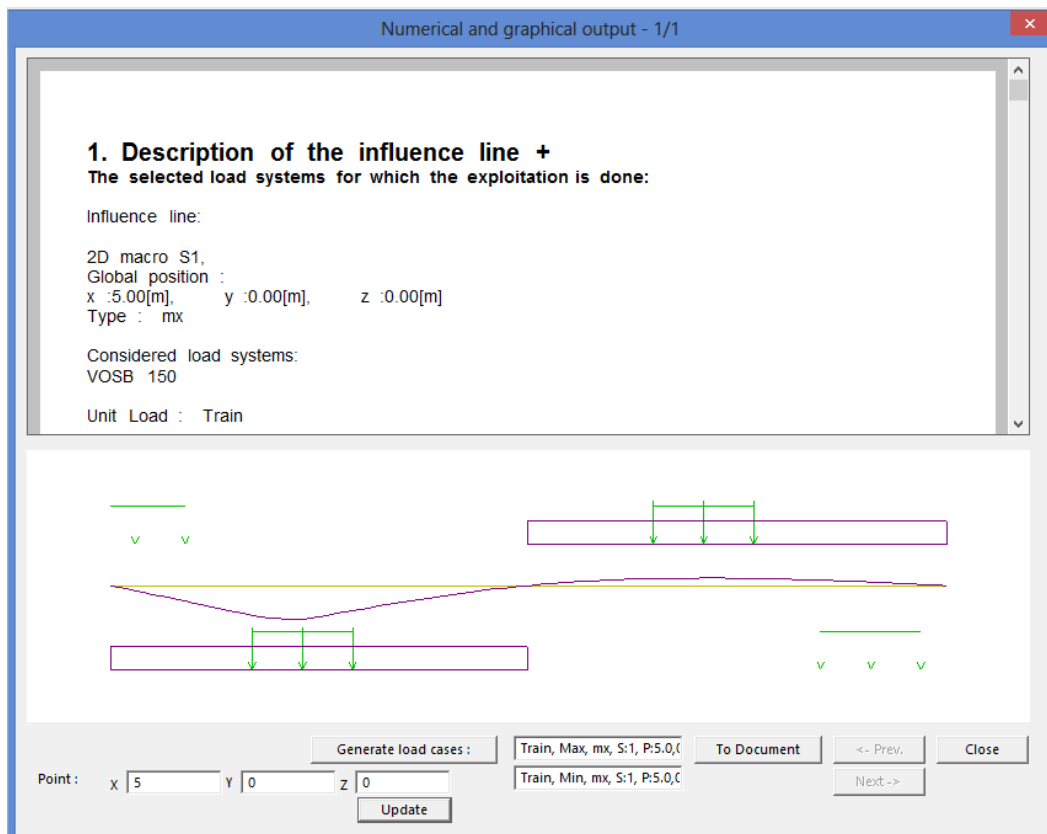 Numerical and graphical output - 1/1
1. Description of the influence line +
The selected load systems for which the exploitation is done:
Influence line:
2D macro S1,
Global position :
x :5.00[m], y :0.00[m], z :0.00[m]
Type : mx
Considered load systems:
VOSB 150
Unit Load : Train
Generate load cases :
Train, Max, mx, S:1, P:5.0,(
To Document
<- Prev.
Close
Point :
X 5
Y 0
Z 0
Train, Min, mx, S:1, P:5.0,0
Next ->
Update